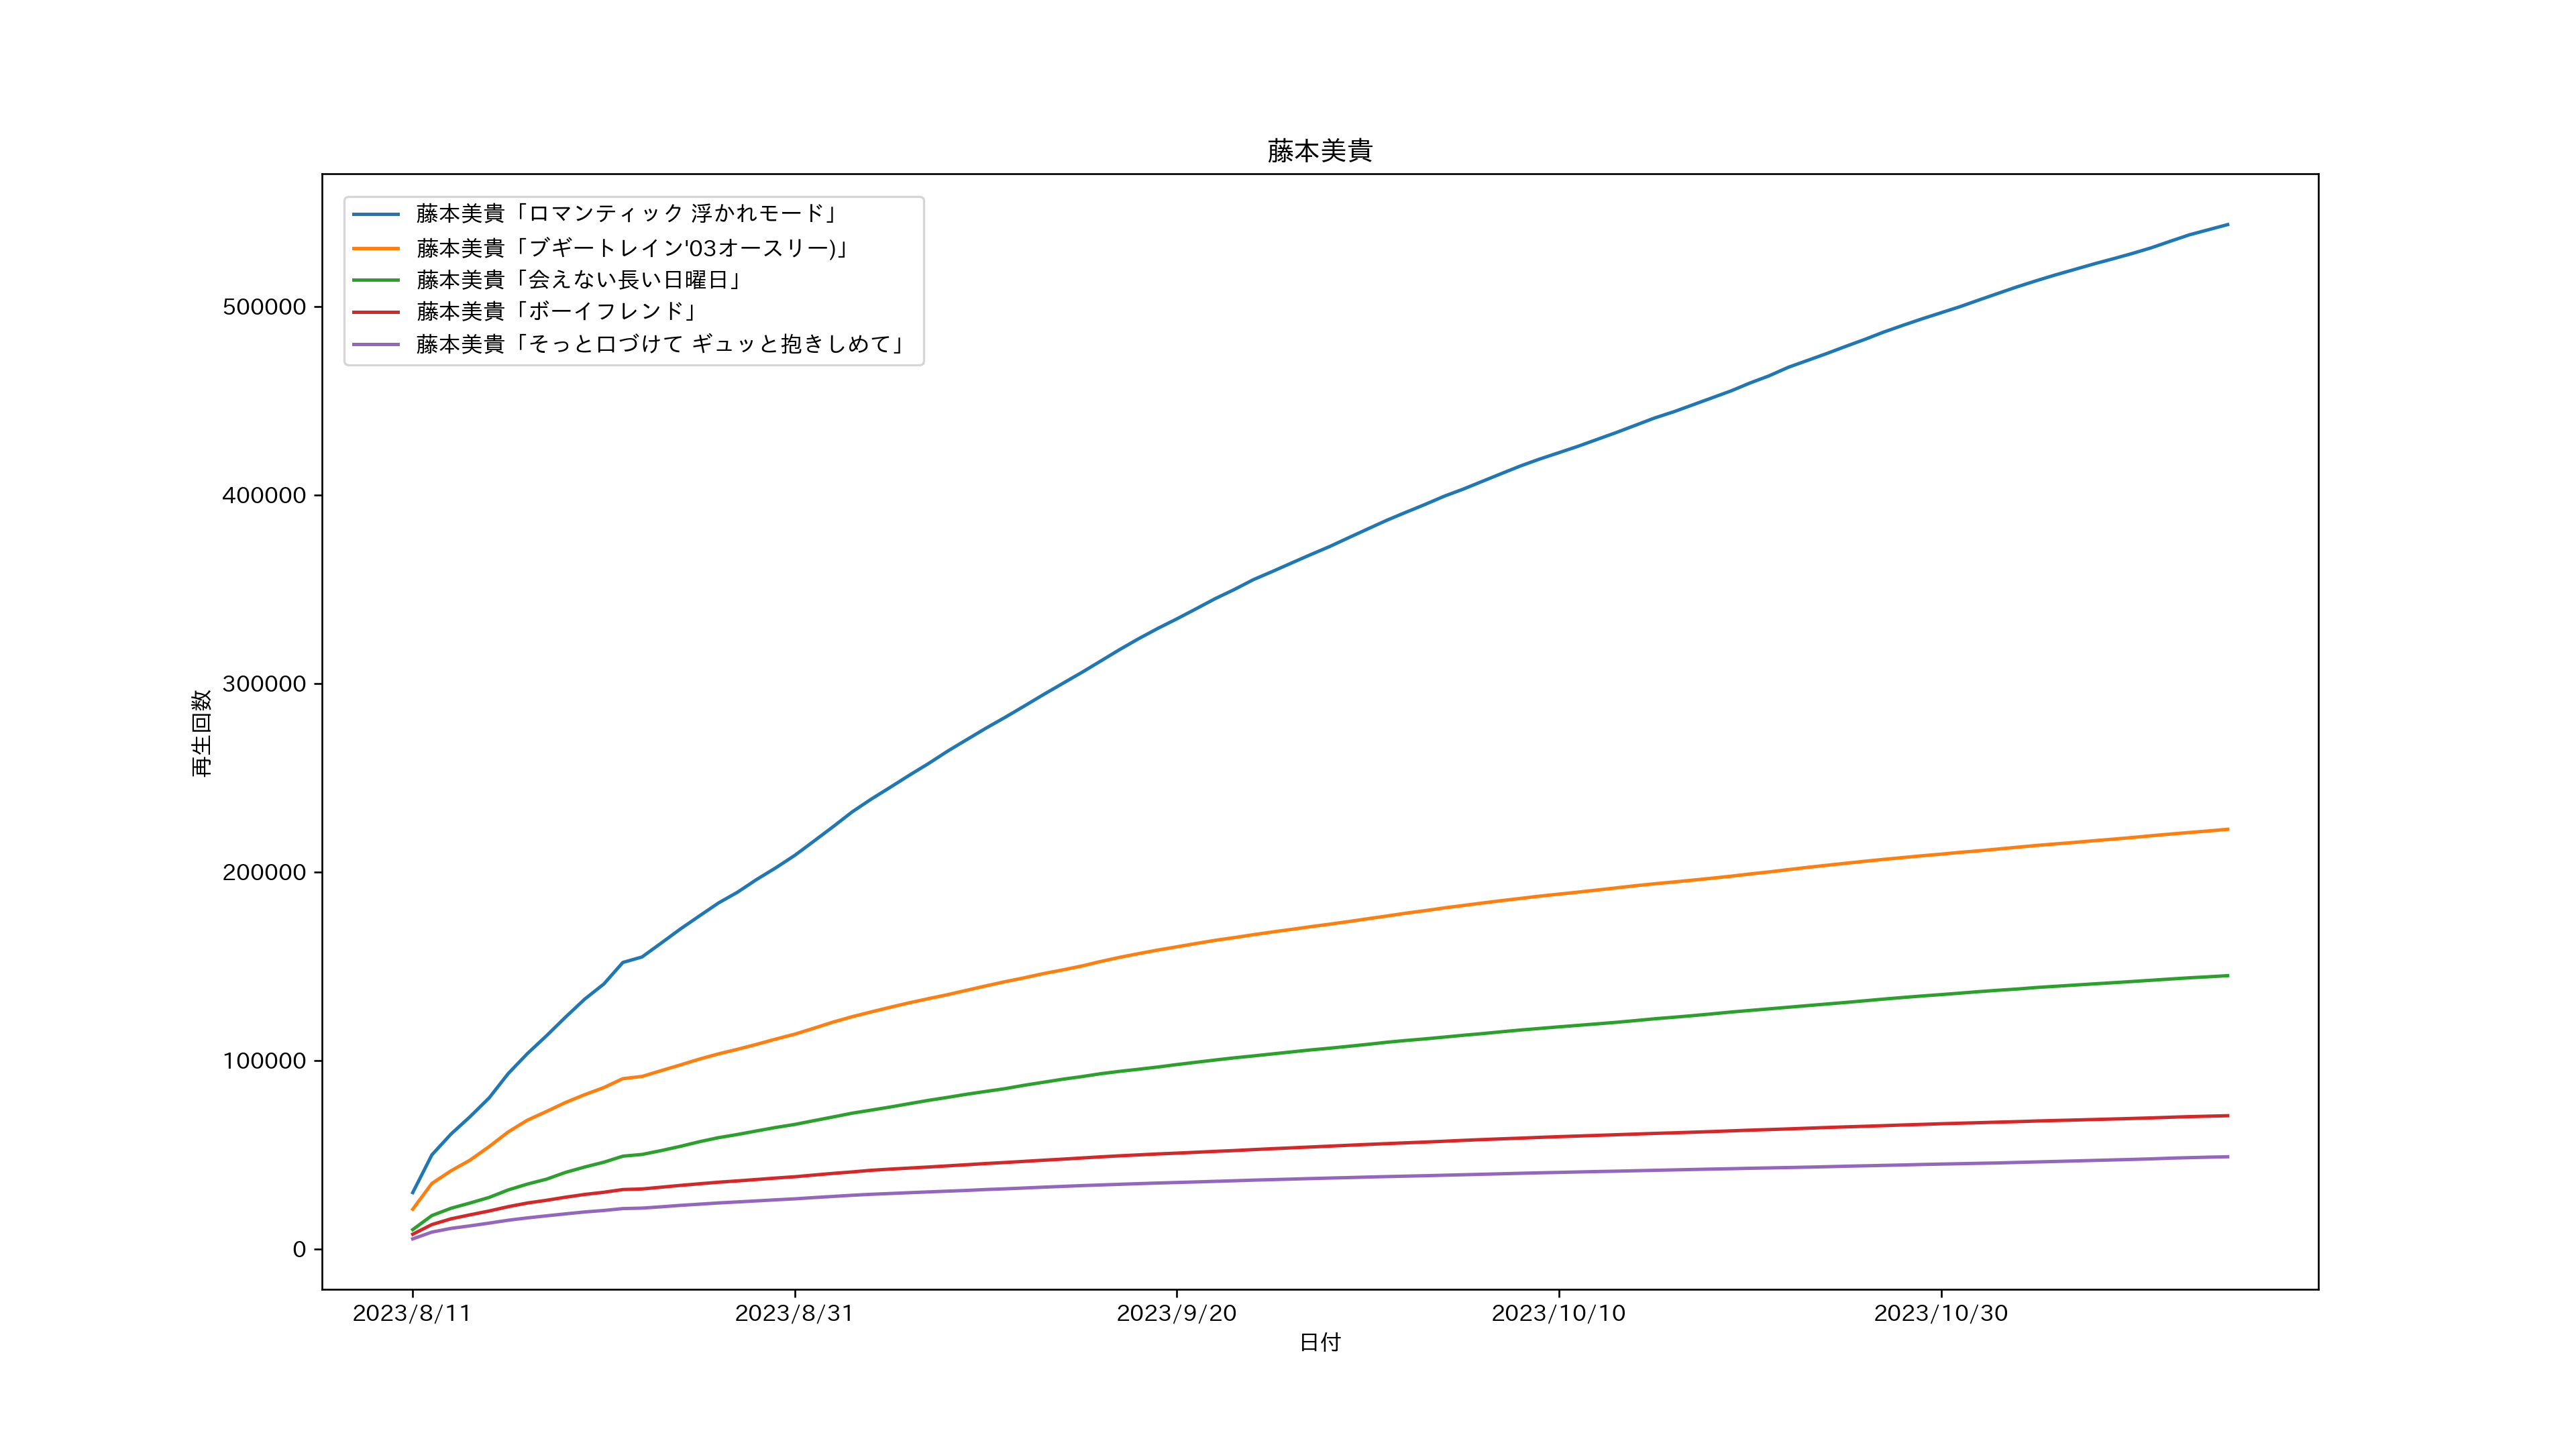 藤本美貴
藤本美貴「ロマンティック 浮かれモード」
藤本美貴「ブギートレイン'03オースリー)」
藤本美貴「会えない長い日曜日」
藤本美貴「ボーイフレンド」
藤本美貴「そっと口づけて ギュッと抱きしめて」
500000
400000
300000
200000
100000
0
再生回数
2023/8/11
2023/8/31
2023/9/20
2023/10/10
2023/10/30
日付